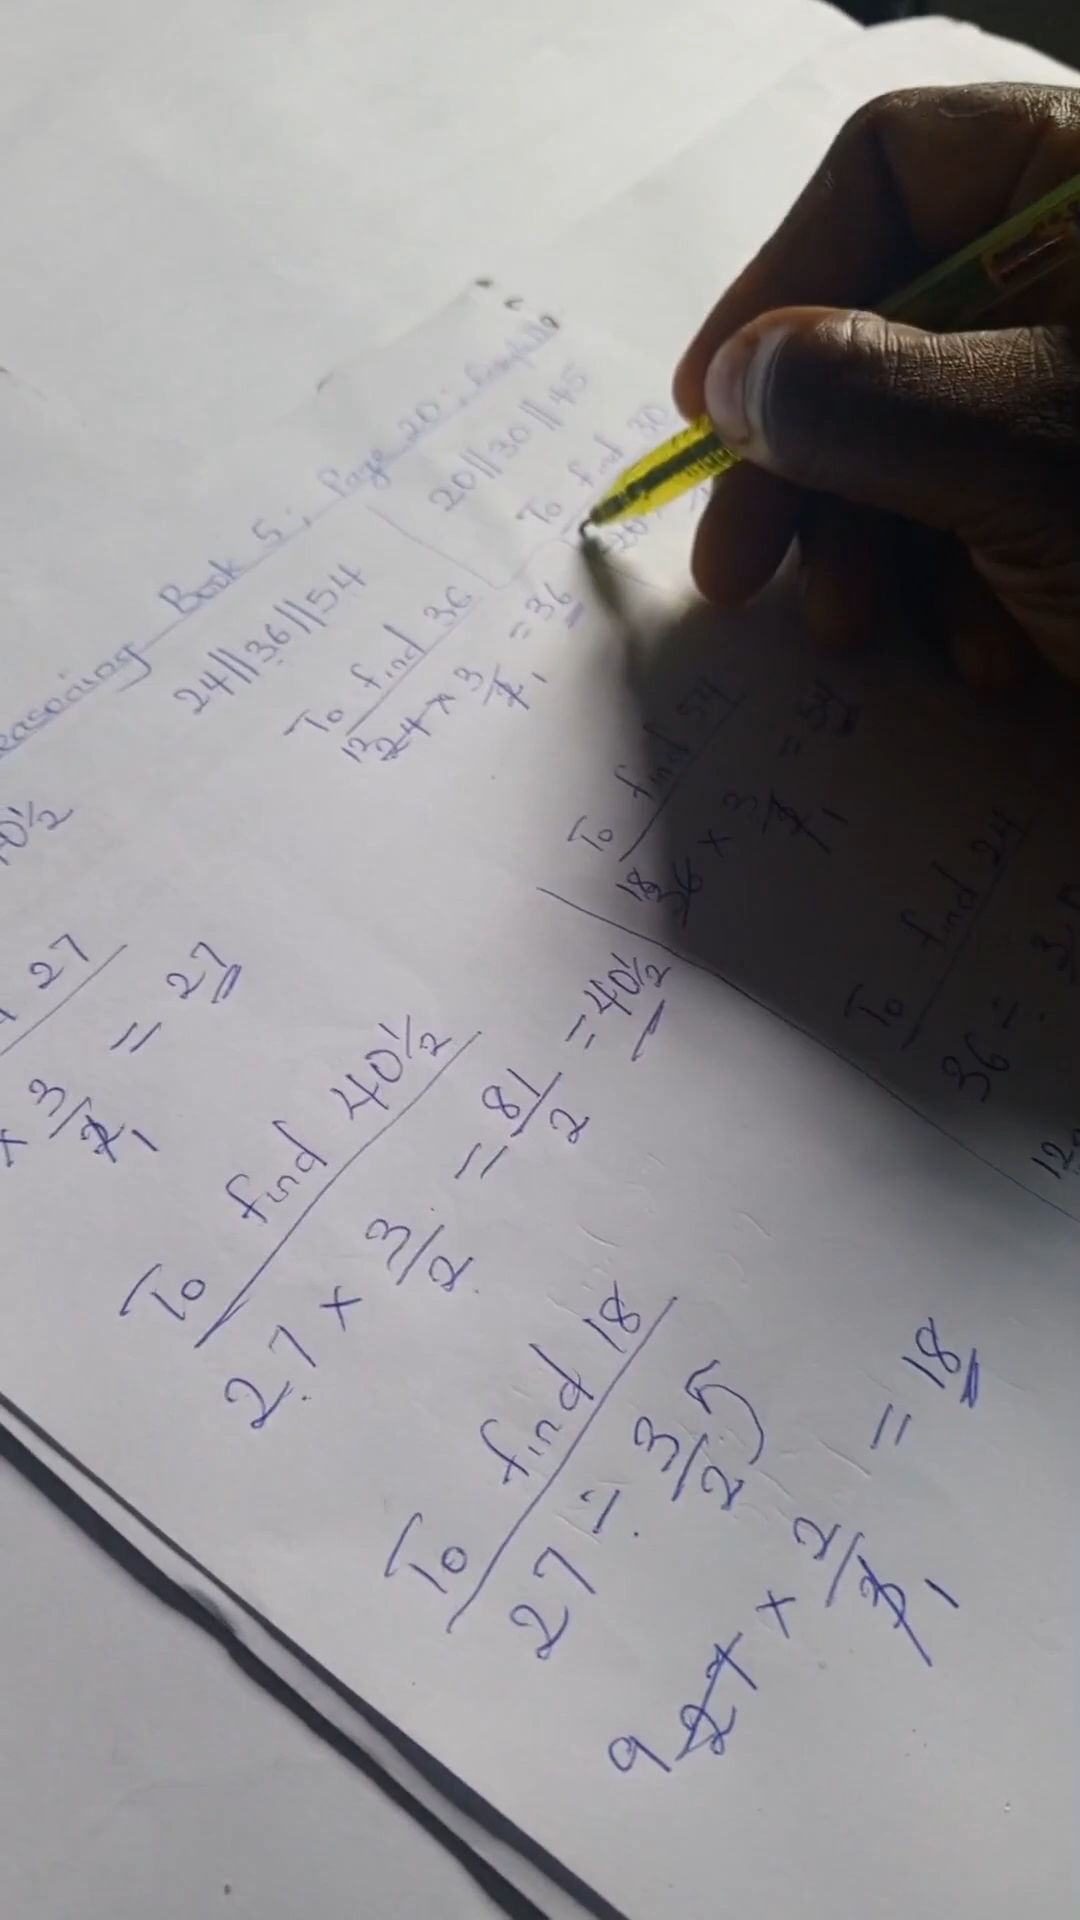 Reasoning Book 5; Page 20;
24//36//54
20//30//45
To find 36
12 24 × 3/2 1 = 36
To find 30
20
To find 54
18 36 × 3/2 1 = 54
To find 24
36 ÷ 3
12
40½
27
× 3/2 1 = 27
To find 40½
27 × 3/2 = 81/2 = 40½
To find 18
27 ÷ 3/2
9 27 × 2/3 1 = 18